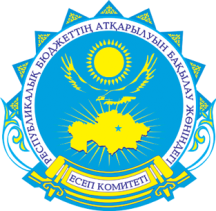 РЕСПУБЛИКАЛЫҚ БЮДЖЕТТІҢ АТҚАРЫЛУЫН БАҚЫЛАУ ЖӨНІНДЕГІ
ЕСЕП КОМИТЕТІ